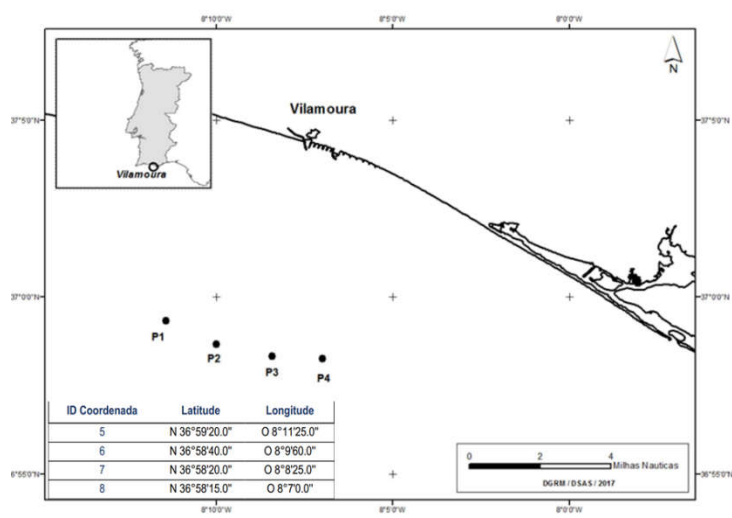 8°10'0"W 8°5'0"W 8°0'0"W
N
Vilamoura
37°5'0"N 37°5'0"N
Vilamoura
37°0'0"N 37°0'0"N
P1
P2
P3
P4
ID Coordenada Latitude Longitude
5 N 36°59'20.0" O 8°11'25.0"
6 N 36°58'40.0" O 8°9'60.0"
7 N 36°58'20.0" O 8°8'25.0"
8 N 36°58'15.0" O 8°7'0.0"
0 2 4
Milhas Nauticas
DGRM / DSAS / 2017
6°55'0"N 36°55'0"N
8°10'0"W 8°5'0"W 8°0'0"W